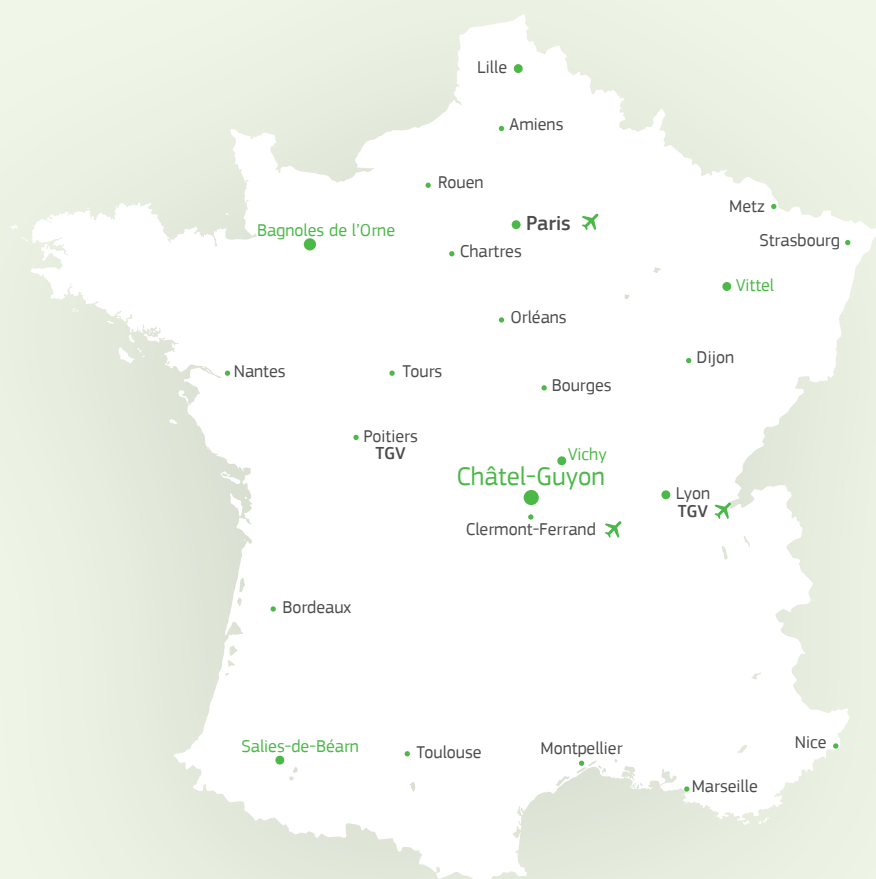 Lille
Amiens
Rouen
Paris
Metz
Bagnoles de l'Orne
Strasbourg
Chartres
Vittel
Orléans
Dijon
Nantes
Tours
Bourges
Poitiers
TGV
Vichy
Châtel-Guyon
Lyon
TGV
Clermont-Ferrand
Bordeaux
Salies-de-Béarn
Toulouse
Montpellier
Nice
Marseille